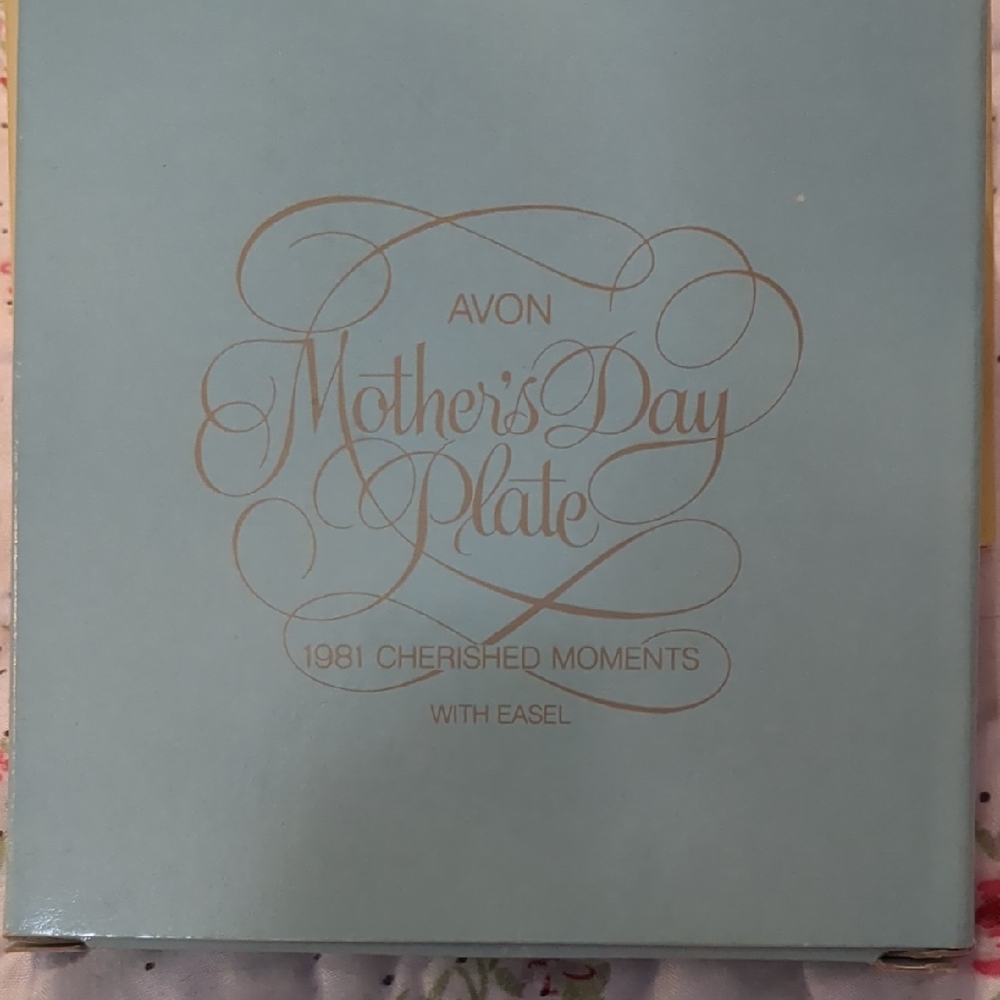 AVON
Mother's Day
Plate
1981 CHERISHED MOMENTS
WITH EASEL